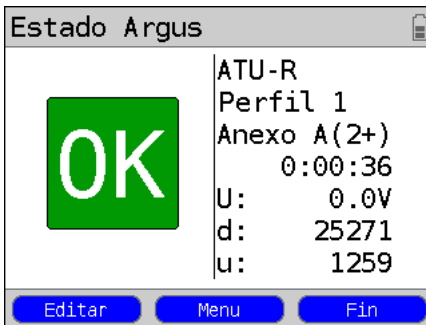 Estado Argus
OK
ATU-R
Perfil 1
Anexo A(2+)
0:00:36
U: 0.0V
d: 25271
u: 1259
Editar Menu Fin